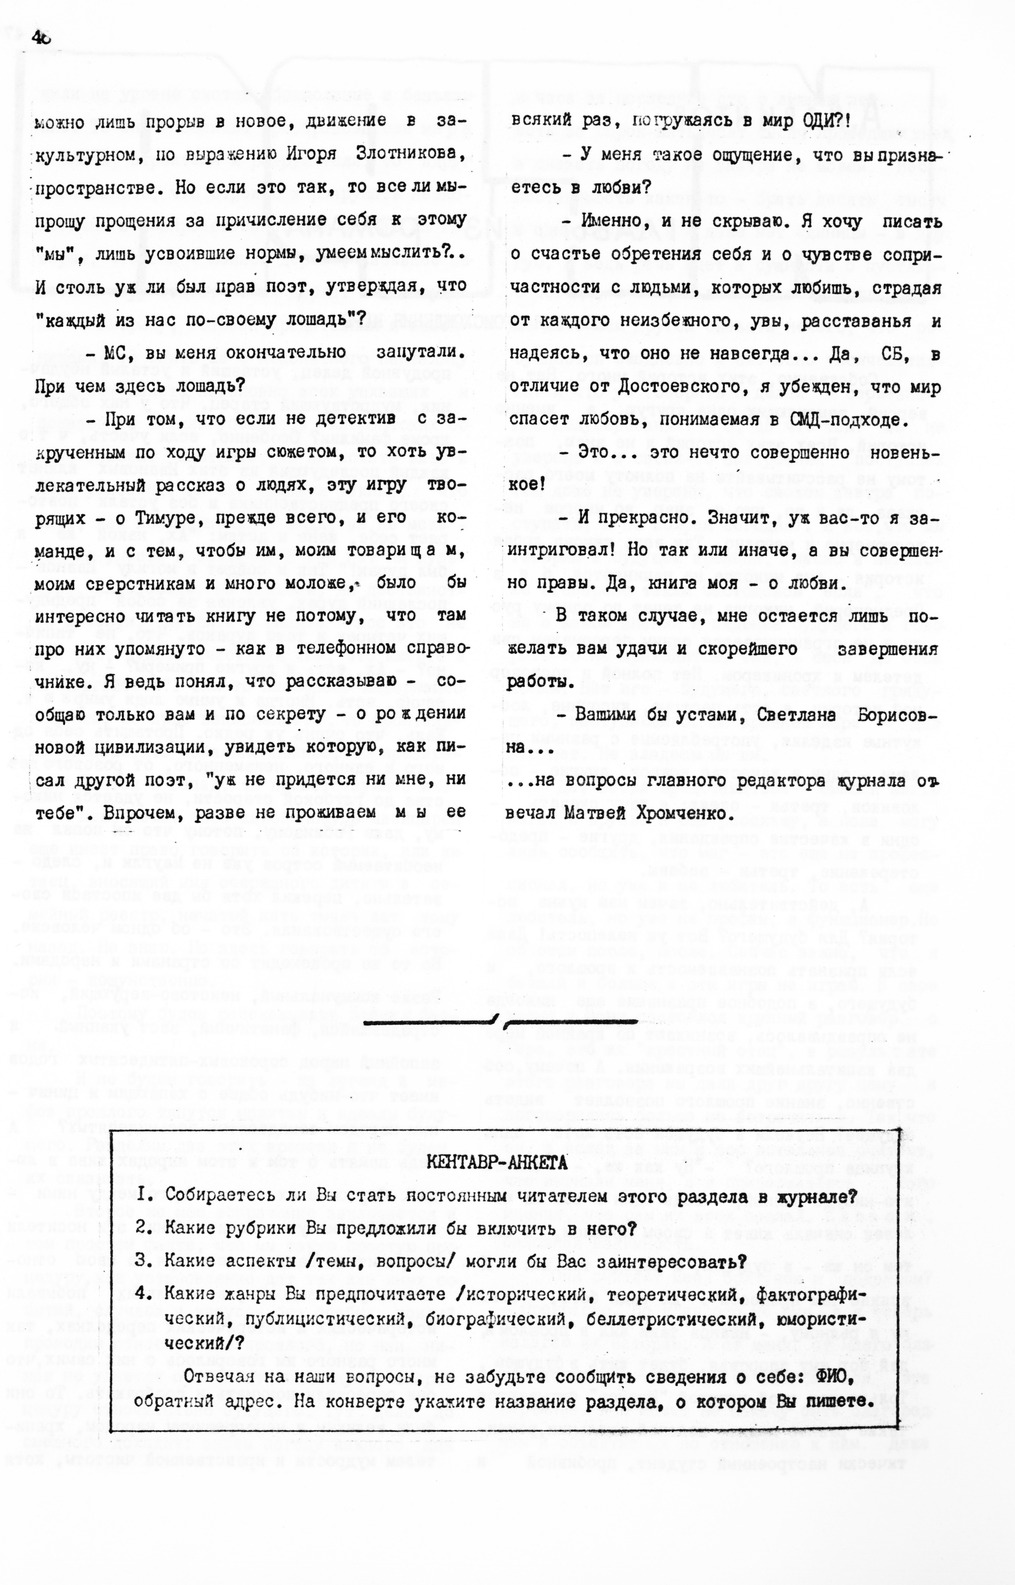 можно лишь прорыв в новое, движение в за-
культурном, по выражению Игоря Злотникова,
пространстве. Но если это так, то все ли мы-
прошу прощения за причисление себя к этому
"мы", лишь усвоившие нормы, умеем мыслить?..
И столь уж ли был прав поэт, утверждая, что
"каждый из нас по-своему лошадь"?
- МС, вы меня окончательно запутали.
При чем здесь лошадь?
- При том, что если не детектив с за-
крученным по ходу игры сюжетом, то хоть ув-
лекательный рассказ о людях, эту игру тво-
рящих - о Тимуре, прежде всего, и его ко-
манде, и с тем, чтобы им, моим товарищам,
моим сверстникам и много моложе, было бы
интересно читать книгу не потому, что там
про них упомянуто - как в телефонном справо-
чнике. Я ведь понял, что рассказываю - со-
общаю только вам и по секрету - о рождении
новой цивилизации, увидеть которую, как пи-
сал другой поэт, "уж не придется ни мне, ни
тебе". Впрочем, разве не проживаем м ы ее
всякий раз, погружаясь в мир ОДИ?!
- У меня такое ощущение, что вы призна-
етесь в любви?
- Именно, и не скрываю. Я хочу писать
о счастье обретения себя и о чувстве сопри-
частности с людьми, которых любишь, страдая
от каждого неизбежного, увы, расставанья и
надеясь, что оно не навсегда... Да, СБ, в
отличие от Достоевского, я убежден, что мир
спасет любовь, понимаемая в СМД-подходе.
- Это... это нечто совершенно новень-
кое!
- И прекрасно. Значит, уж вас-то я за-
интриговал! Но так или иначе, а вы совершен-
но правы. Да, книга моя - о любви.
В таком случае, мне остается лишь по-
желать вам удачи и скорейшего завершения
работы.
- Вашими бы устами, Светлана Борисов-
на...
...на вопросы главного редактора журнала от-
вечал Матвей Хромченко.
КЕНТАВР-АНКЕТА
1. Собираетесь ли Вы стать постоянным читателем этого раздела в журнале?
2. Какие рубрики Вы предложили бы включить в него?
3. Какие аспекты /темы, вопросы/ могли бы Вас заинтересовать?
4. Какие жанры Вы предпочитаете /исторический, теоретический, фактографи-
ческий, публицистический, биографический, беллетристический, юмористи-
ческий/?
Отвечая на наши вопросы, не забудьте сообщить сведения о себе: ФИО,
обратный адрес. На конверте укажите название раздела, о котором Вы пишете.